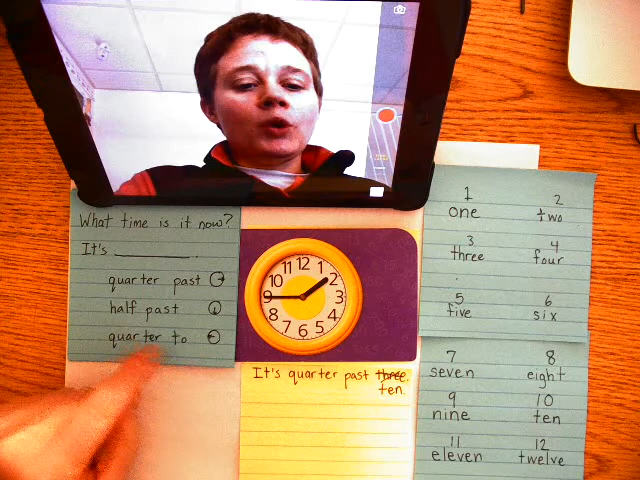 What time is it now?
It's ________.
quarter past
half past
quarter to
11 12 1
10 2
9 3
8 4
7 6 5
It's quarter past three.
ten.
1 2
one two
3 4
three four
5 6
five six
7 8
seven eight
9 10
nine ten
11 12
eleven twelve